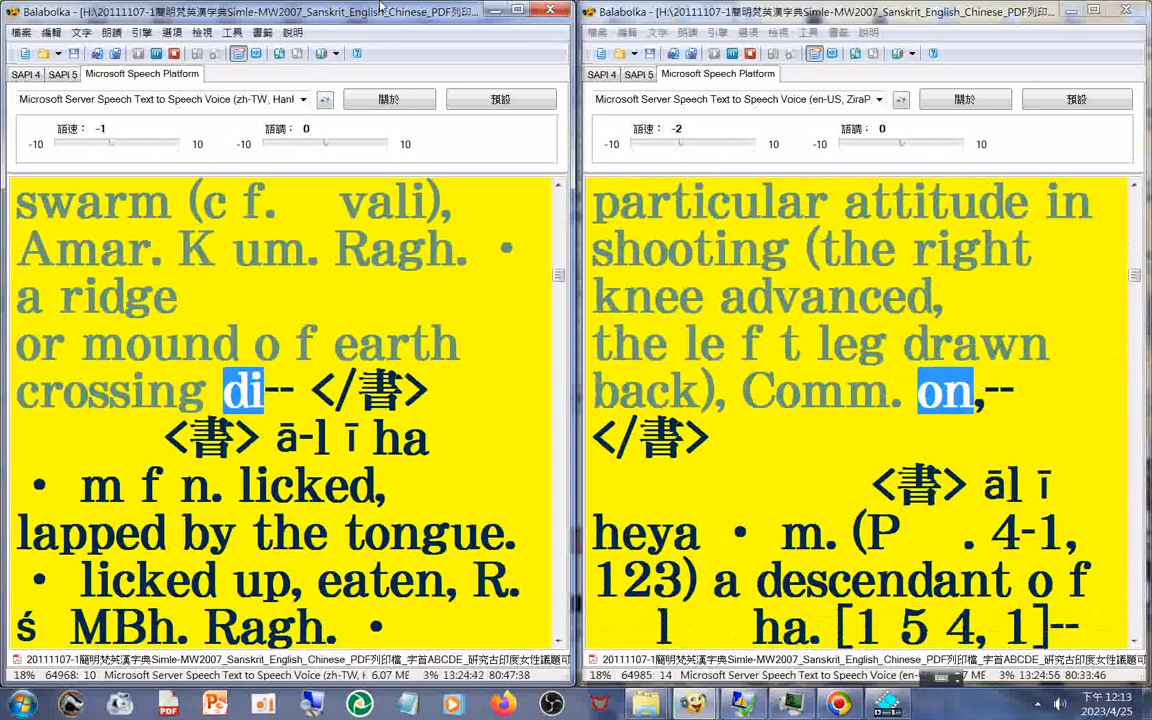 Balabolka - [H:\20111107-1簡明梵英漢字典Simle-MW2007_Sanskrit_English_Chinese_PDF列印...
檔案 編輯 文字 朗讀 引擎 選項 檢視 工具 書籤 說明
SAPI 4 SAPI 5 Microsoft Speech Platform
Microsoft Server Speech Text to Speech Voice (zh-TW, HanH 關於 預設
語速： -1 語調： 0
-10 10 -10 10
swarm (c f. vali),
Amar. K um. Ragh. •
a ridge
or mound o f earth
crossing di-- </書>
<書> ā-l ī ha
• m f n. licked,
lapped by the tongue.
• licked up, eaten, R.
ś MBh. Ragh. •
20111107-1簡明梵英漢字典Simle-MW2007_Sanskrit_English_Chinese_PDF列印檔_字首ABCDE_研究古印度女性議題可
18% 64968: 10 Microsoft Speech Platform Microsoft Server Speech Text to Speech Voice (zh-TW, H 6.07 ME 3% 13:24:42 80:47:38
Balabolka - [H:\20111107-1簡明梵英漢字典Simle-MW2007_Sanskrit_English_Chinese_PDF列印...
檔案 編輯 文字 朗讀 引擎 選項 檢視 工具 書籤 說明
SAPI 4 SAPI 5 Microsoft Speech Platform
Microsoft Server Speech Text to Speech Voice (en-US, ZiraP 關於 預設
語速： -2 語調： 0
-10 10 -10 10
particular attitude in
shooting (the right
knee advanced,
the le f t leg drawn
back), Comm. on,--
</書>
<書> āl ī
heya • m. (P . 4-1,
123) a descendant o f
l ha. [1 5 4, 1]--
20111107-1簡明梵英漢字典Simle-MW2007_Sanskrit_English_Chinese_PDF列印檔_字首ABCDE_研究古印度女性議題可
18% 64985: 14 Microsoft Server Speech Text to Speech Voice (en-US, ME 3% 13:24:56 80:33:46
下午 12:13
2023/4/25